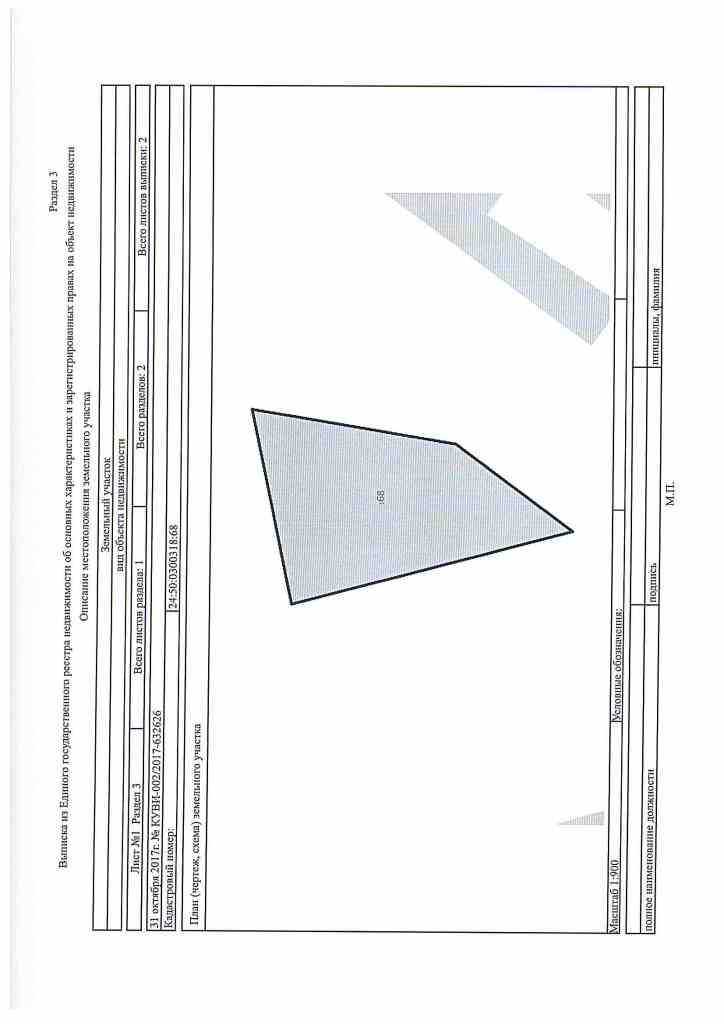 Раздел 3
Выписка из Единого государственного реестра недвижимости об основных характеристиках и зарегистрированных правах на объект недвижимости
Описание местоположения земельного участка
Земельный участок
вид объекта недвижимости
Лист №1 Раздел 3 Всего листов раздела: 1 Всего разделов: 2 Всего листов выписки: 2
31 октября 2017г. № КУВИ-002/2017-632626
Кадастровый номер: 24:50:0300318:68
План (чертеж, схема) земельного участка
:68
Масштаб 1:900 Условные обозначения:
полное наименование должности подпись инициалы, фамилия
М.П.